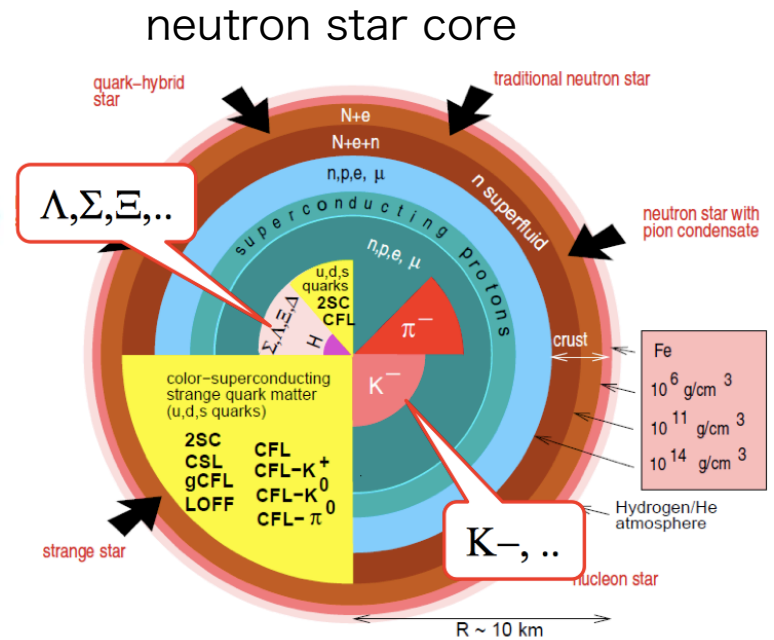 neutron star core
quark–hybrid
star
traditional neutron star
N+e
N+e+n
n,p,e, μ
n superfluid
Λ,Σ,Ξ,..
neutron star with
pion condensate
superconducting protons
n,p,e, μ
u,d,s
quarks
2SC
CFL
Σ,Λ,Ξ,Δ
H
π⁻
K⁻
crust
Fe
10⁶ g/cm³
10¹¹ g/cm³
10¹⁴ g/cm³
color–superconducting
strange quark matter
(u,d,s quarks)
2SC
CSL
gCFL
LOFF
CFL
CFL–K⁺
CFL–K⁰
CFL–π⁰
Hydrogen/He
atmosphere
K–, ..
strange star
nucleon star
R ~ 10 km